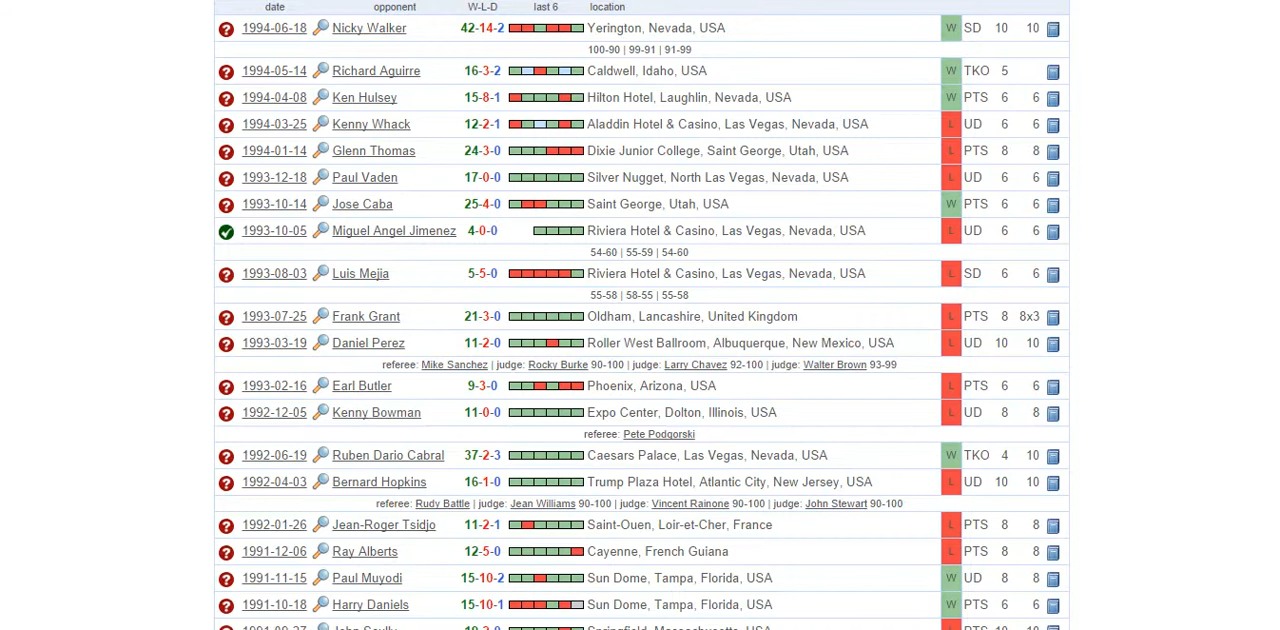 date opponent W-L-D last 6 location
1994-06-18 Nicky Walker 42-14-2 Yerington, Nevada, USA W SD 10 10
100-90 | 99-91 | 91-99
1994-05-14 Richard Aguirre 16-3-2 Caldwell, Idaho, USA W TKO 5
1994-04-08 Ken Hulsey 15-8-1 Hilton Hotel, Laughlin, Nevada, USA W PTS 6 6
1994-03-25 Kenny Whack 12-2-1 Aladdin Hotel & Casino, Las Vegas, Nevada, USA L UD 6 6
1994-01-14 Glenn Thomas 24-3-0 Dixie Junior College, Saint George, Utah, USA L PTS 8 8
1993-12-18 Paul Vaden 17-0-0 Silver Nugget, North Las Vegas, Nevada, USA L UD 6 6
1993-10-14 Jose Caba 25-4-0 Saint George, Utah, USA W PTS 6 6
1993-10-05 Miguel Angel Jimenez 4-0-0 Riviera Hotel & Casino, Las Vegas, Nevada, USA L UD 6 6
54-60 | 55-59 | 54-60
1993-08-03 Luis Mejia 5-5-0 Riviera Hotel & Casino, Las Vegas, Nevada, USA L SD 6 6
55-58 | 58-55 | 55-58
1993-07-25 Frank Grant 21-3-0 Oldham, Lancashire, United Kingdom L PTS 8 8x3
1993-03-19 Daniel Perez 11-2-0 Roller West Ballroom, Albuquerque, New Mexico, USA L UD 10 10
referee: Mike Sanchez | judge: Rocky Burke 90-100 | judge: Larry Chavez 92-100 | judge: Walter Brown 93-99
1993-02-16 Earl Butler 9-3-0 Phoenix, Arizona, USA L PTS 6 6
1992-12-05 Kenny Bowman 11-0-0 Expo Center, Dolton, Illinois, USA L UD 8 8
referee: Pete Podgorski
1992-06-19 Ruben Dario Cabral 37-2-3 Caesars Palace, Las Vegas, Nevada, USA W TKO 4 10
1992-04-03 Bernard Hopkins 16-1-0 Trump Plaza Hotel, Atlantic City, New Jersey, USA L UD 10 10
referee: Rudy Battle | judge: Jean Williams 90-100 | judge: Vincent Rainone 90-100 | judge: John Stewart 90-100
1992-01-26 Jean-Roger Tsidjo 11-2-1 Saint-Ouen, Loir-et-Cher, France L PTS 8 8
1991-12-06 Ray Alberts 12-5-0 Cayenne, French Guiana L PTS 8 8
1991-11-15 Paul Muyodi 15-10-2 Sun Dome, Tampa, Florida, USA W UD 8 8
1991-10-18 Harry Daniels 15-10-1 Sun Dome, Tampa, Florida, USA W PTS 6 6